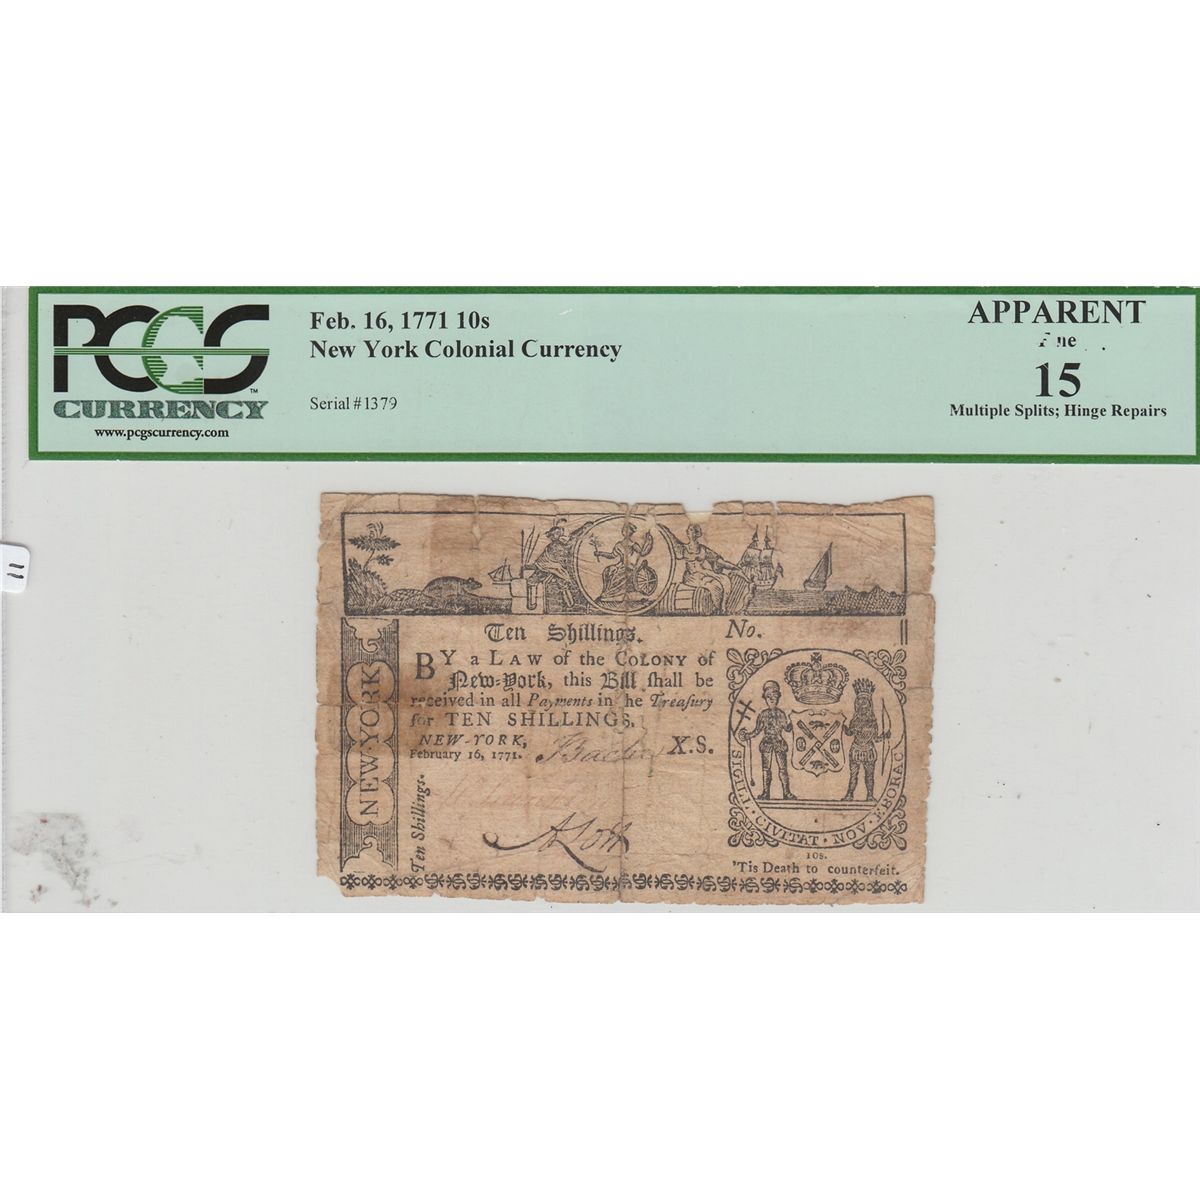 PCGS
CURRENCY
www.pcgscurrency.com
TM
Feb. 16, 1771 10s
New York Colonial Currency
Serial #1379
APPARENT
15
Multiple Splits; Hinge Repairs
11
Ten Shillings.
No.
BY a LAW of the COLONY of
New-York, this Bill ſhall be
received in all Payments in the Treaſury
for TEN SHILLINGS.
NEW-YORK,
February 16, 1771.
X.S.
NEW-YORK
Ten Shillings.
A Lott
SIGILL · CIVITAT · NOV · EBORAC
10s.
'Tis Death to counterfeit.